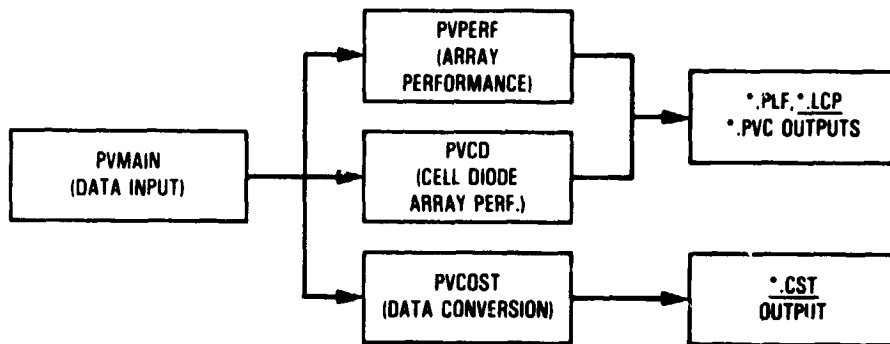 PVMAIN
(DATA INPUT)
PVPERF
(ARRAY
PERFORMANCE)
PVCD
(CELL DIODE
ARRAY PERF.)
PVCOST
(DATA CONVERSION)
*.PLF, *.LCP
*.PVC OUTPUTS
*.CST
OUTPUT